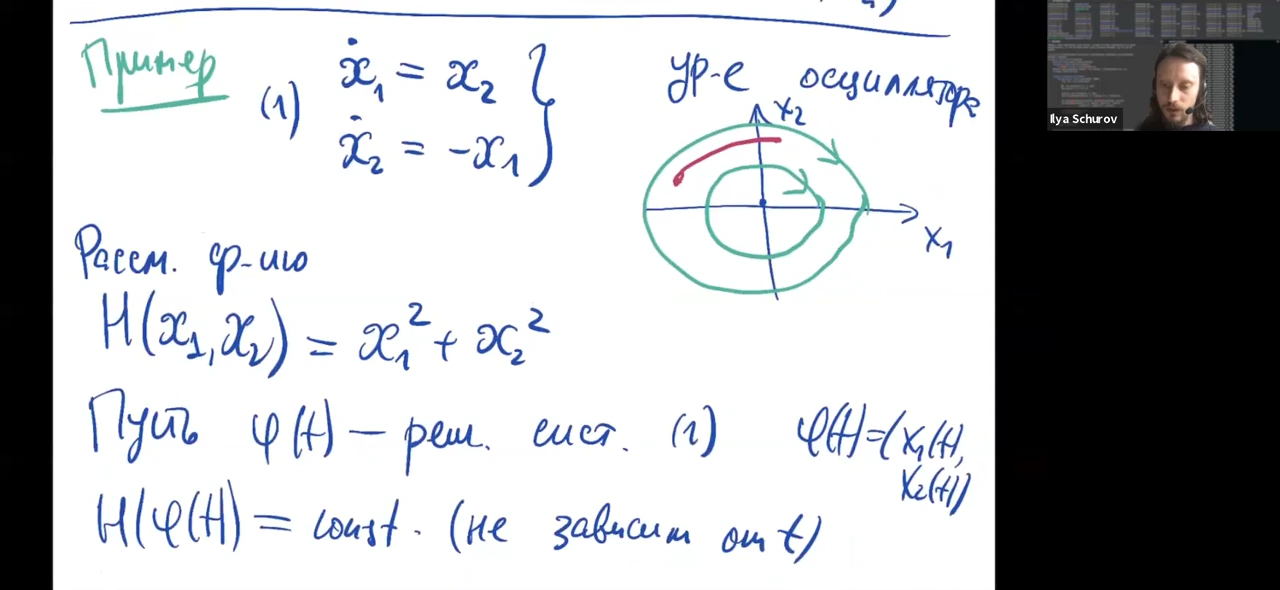 Пример
(1) ẋ₁ = x₂
ẋ₂ = -x₁
ур-е осциллятора
x₂
x₁
Рассм. ф-цию
H(x₁,x₂) = x₁² + x₂²
Пусть φ(t) — реш. сист. (1) φ(t)=(x₁(t),
x₂(t))
H(φ(t)) = const. (не зависит от t)
Ilya Schurov